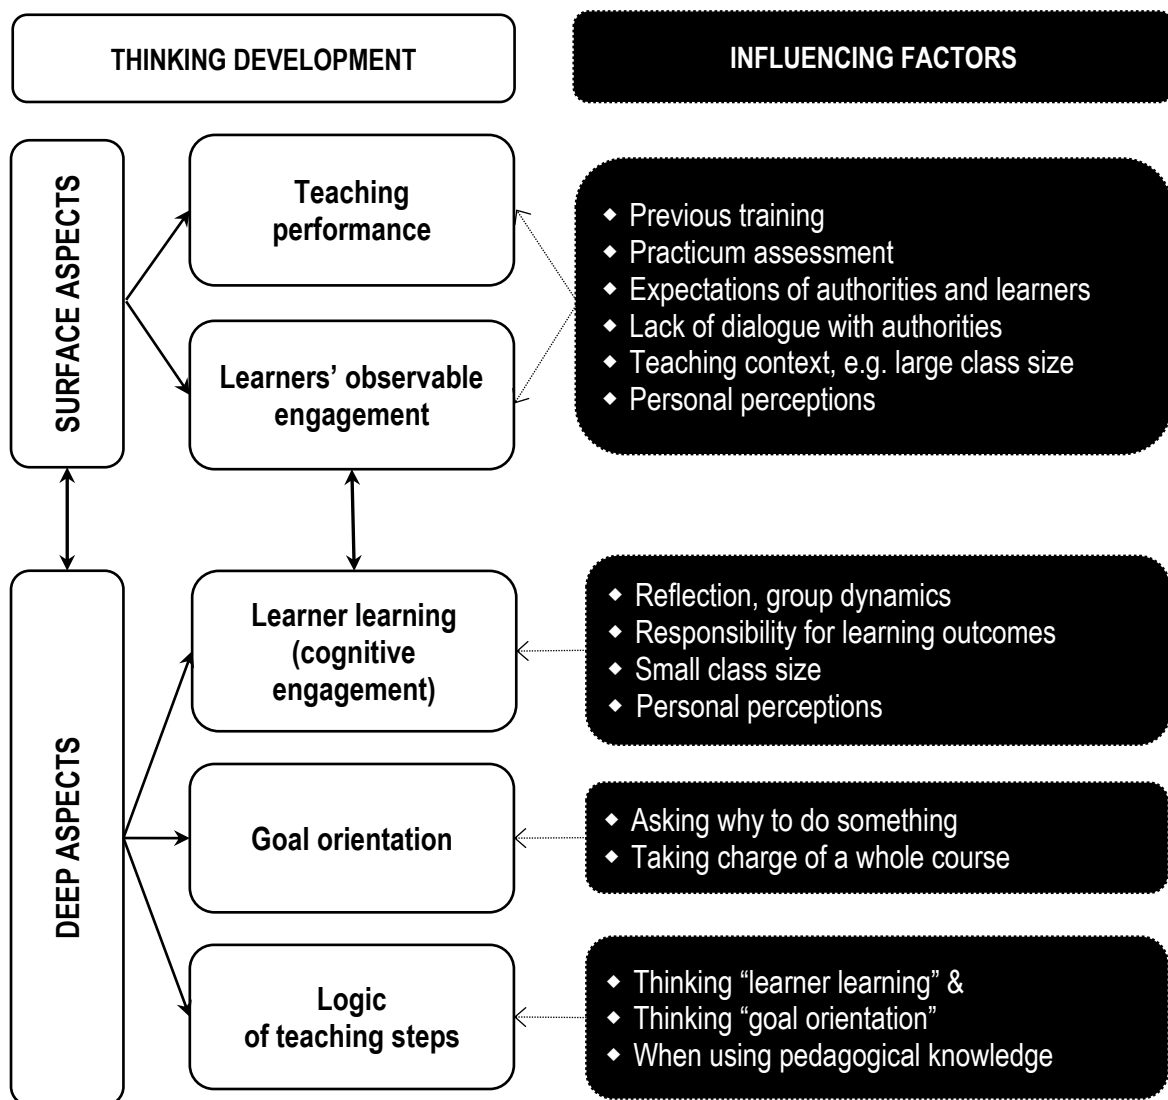 THINKING DEVELOPMENT
INFLUENCING FACTORS
SURFACE ASPECTS
Teaching
performance
Learners’ observable
engagement
◆ Previous training
◆ Practicum assessment
◆ Expectations of authorities and learners
◆ Lack of dialogue with authorities
◆ Teaching context, e.g. large class size
◆ Personal perceptions
DEEP ASPECTS
Learner learning
(cognitive
engagement)
◆ Reflection, group dynamics
◆ Responsibility for learning outcomes
◆ Small class size
◆ Personal perceptions
Goal orientation
◆ Asking why to do something
◆ Taking charge of a whole course
Logic
of teaching steps
◆ Thinking “learner learning” &
◆ Thinking “goal orientation”
◆ When using pedagogical knowledge